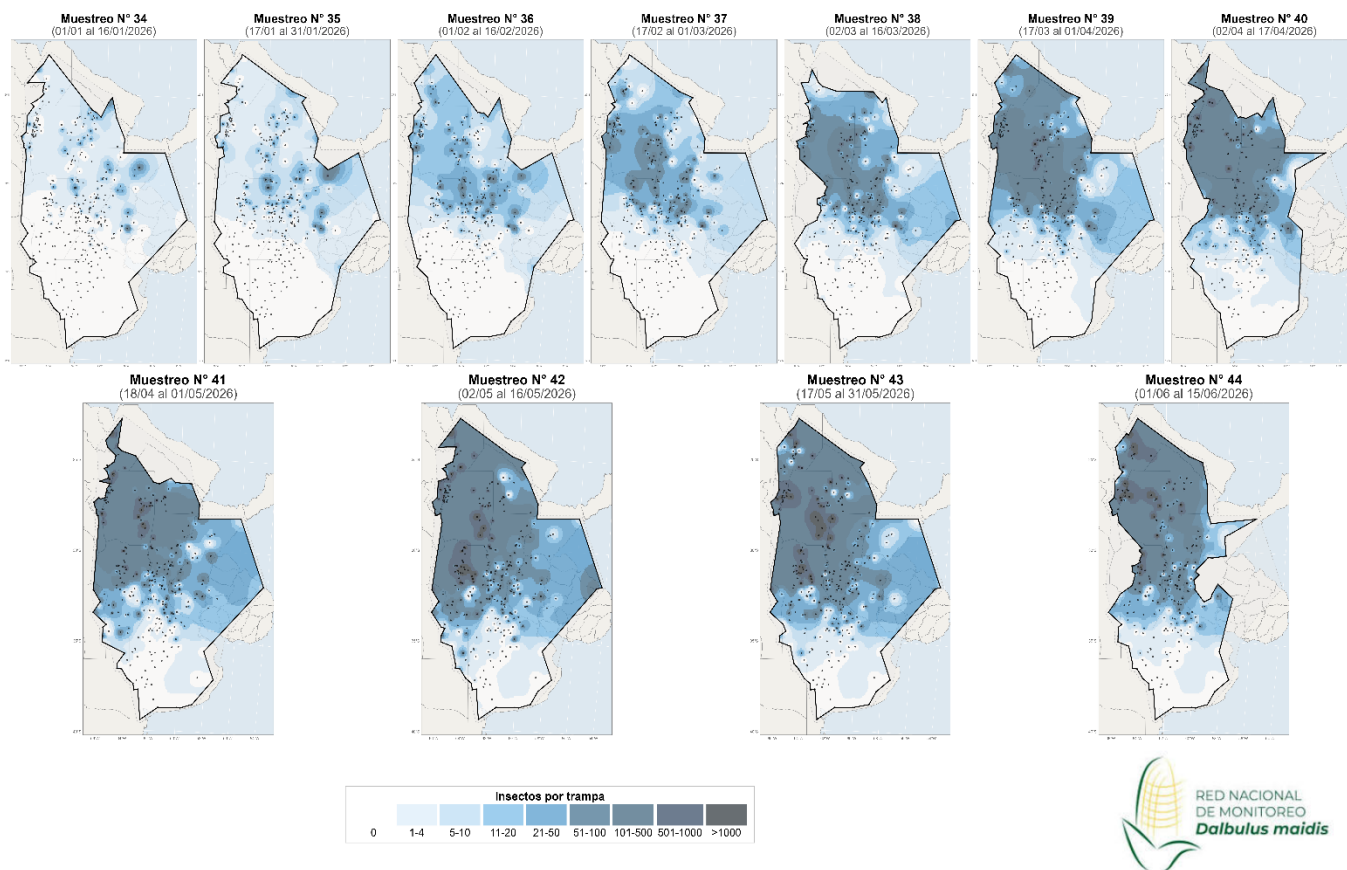 Muestreo N° 34
(01/01 al 16/01/2026)
Muestreo N° 35
(17/01 al 31/01/2026)
Muestreo N° 36
(01/02 al 16/02/2026)
Muestreo N° 37
(17/02 al 01/03/2026)
Muestreo N° 38
(02/03 al 16/03/2026)
Muestreo N° 39
(17/03 al 01/04/2026)
Muestreo N° 40
(02/04 al 17/04/2026)
Muestreo N° 41
(18/04 al 01/05/2026)
Muestreo N° 42
(02/05 al 16/05/2026)
Muestreo N° 43
(17/05 al 31/05/2026)
Muestreo N° 44
(01/06 al 15/06/2026)
Insectos por trampa
0 1-4 5-10 11-20 21-50 51-100 101-500 501-1000 >1000
RED NACIONAL
DE MONITOREO
Dalbulus maidis